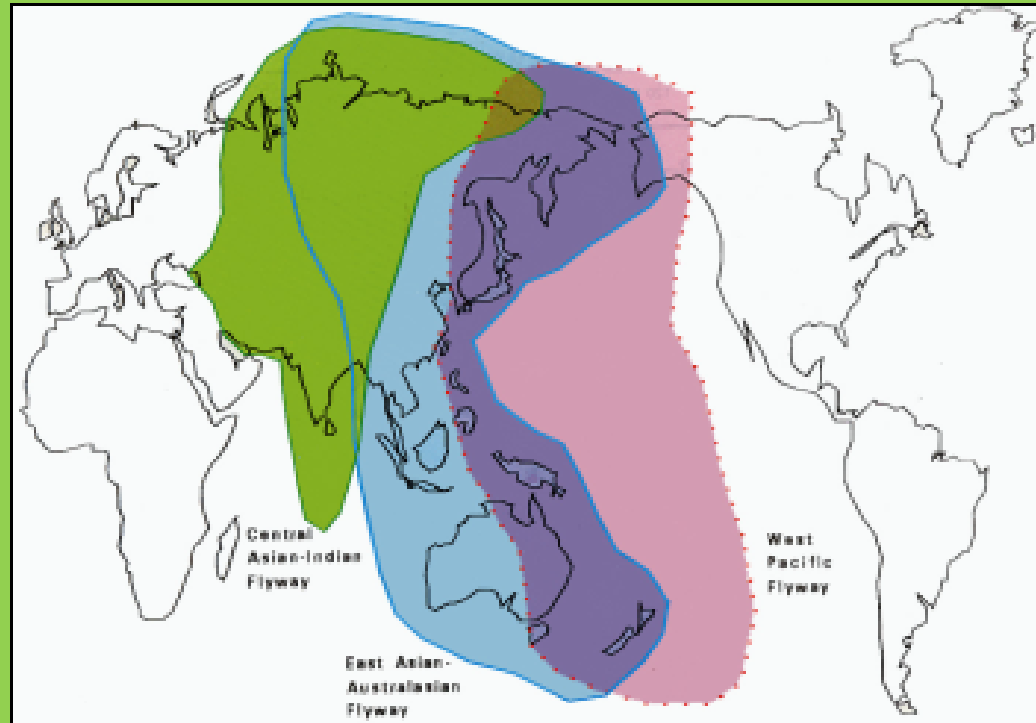 Central
Asian-Indian
Flyway
West
Pacific
Flyway
East Asian-
Australasian
Flyway